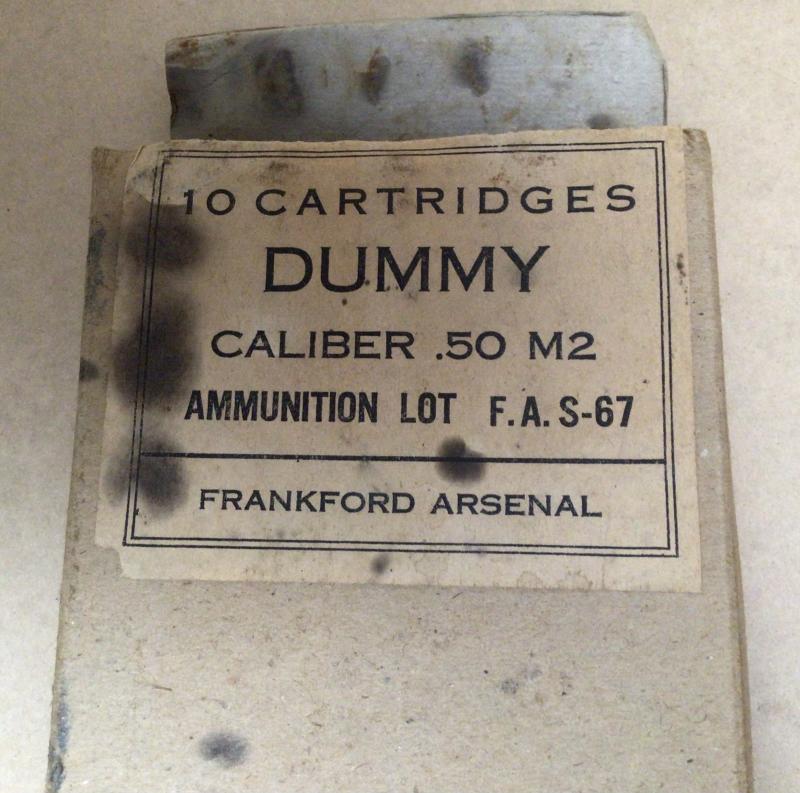 10 CARTRIDGES
DUMMY
CALIBER .50 M2
AMMUNITION LOT F.A. S-67
FRANKFORD ARSENAL